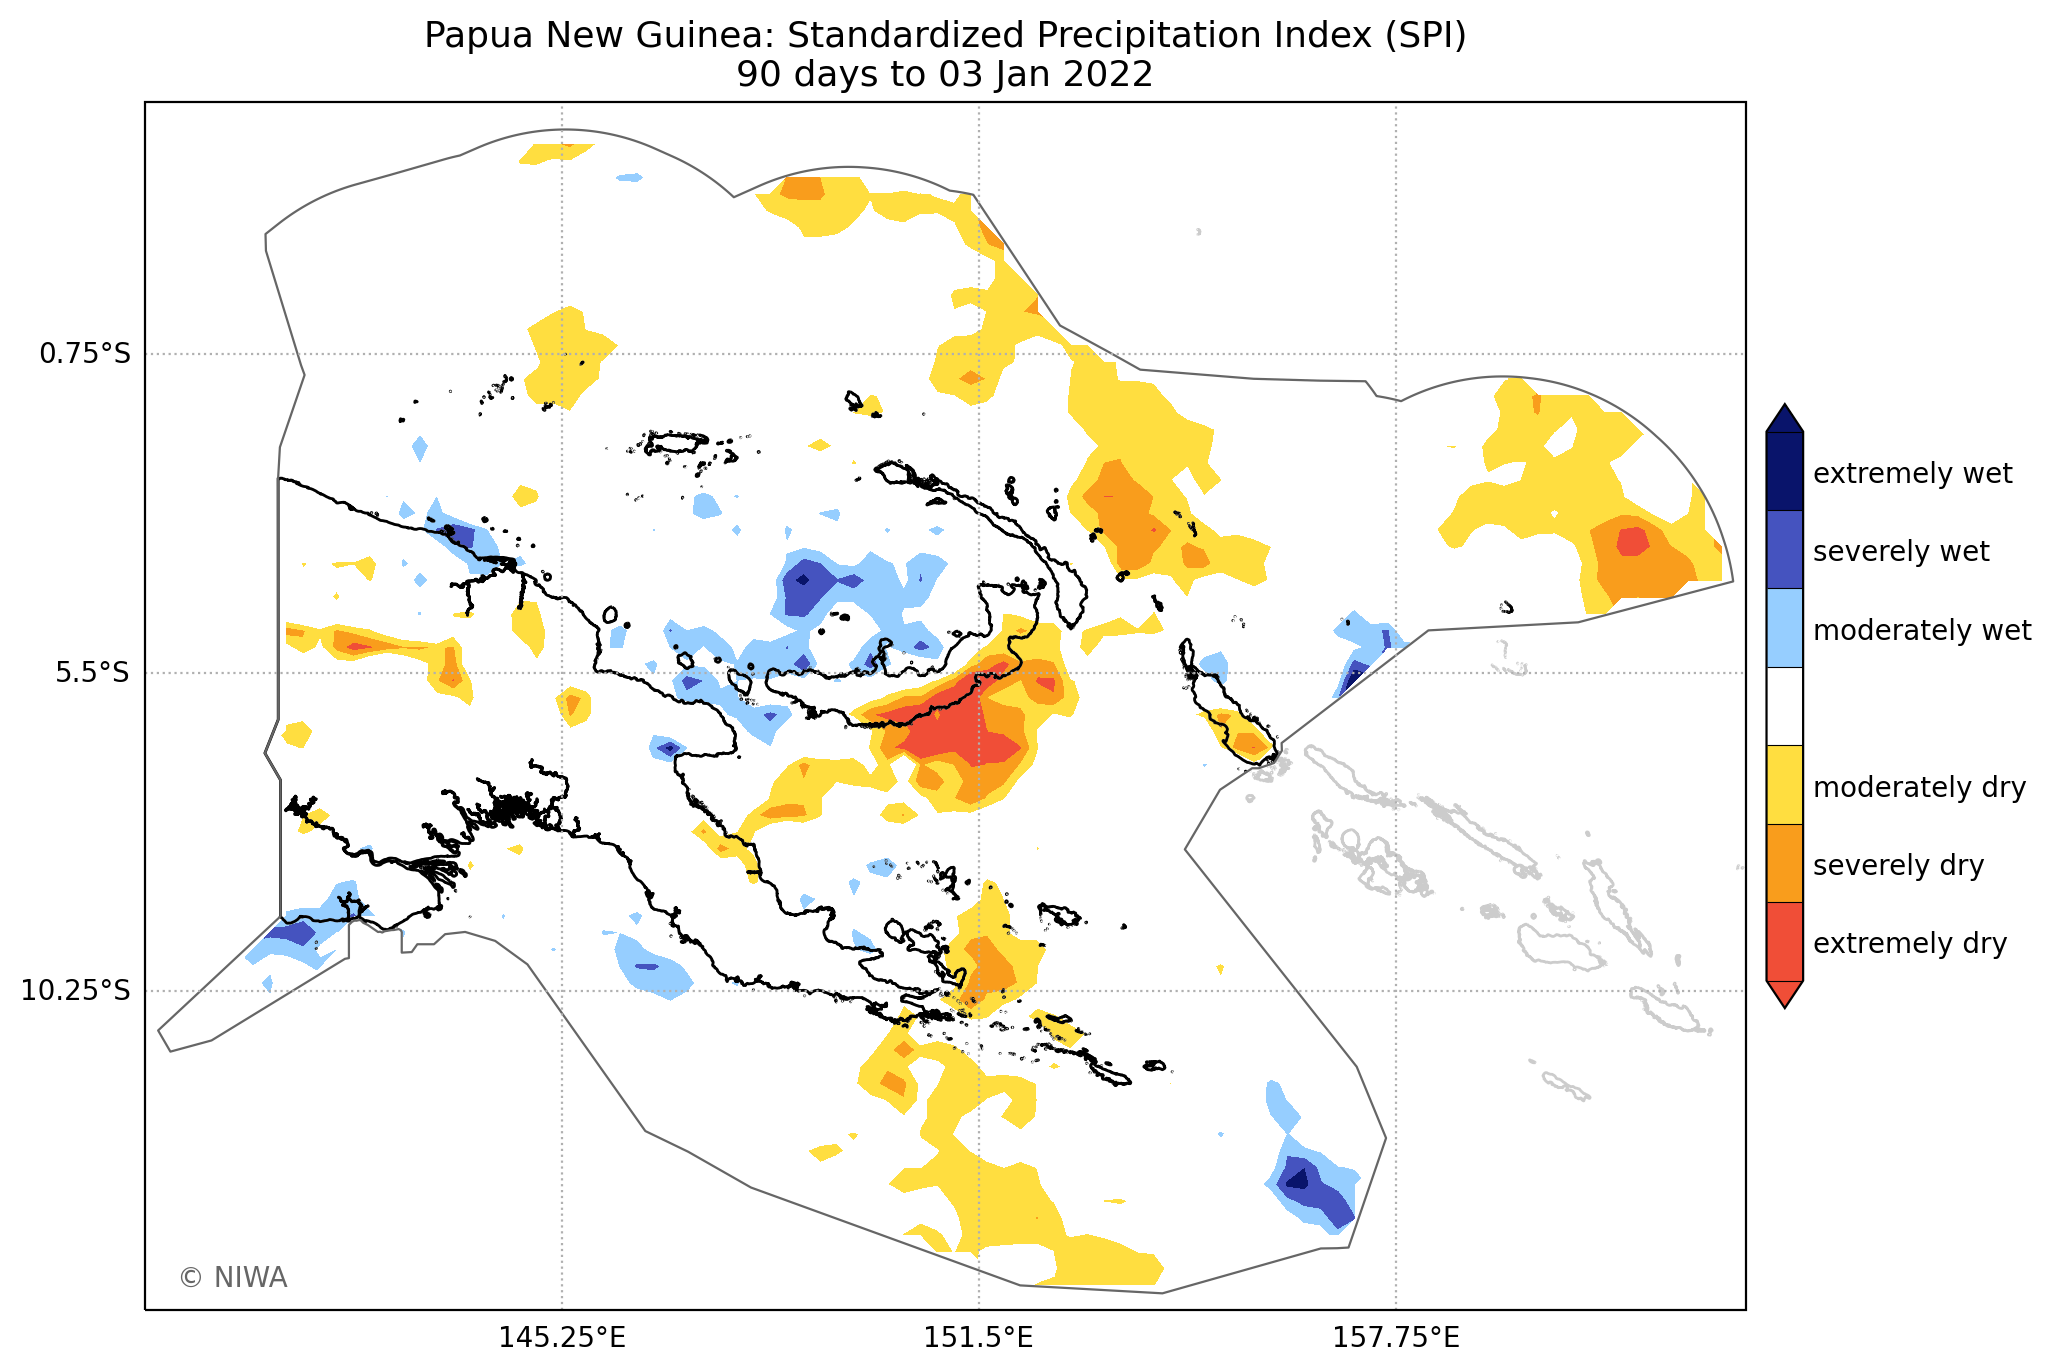 Papua New Guinea: Standardized Precipitation Index (SPI)
90 days to 03 Jan 2022
0.75°S
5.5°S
10.25°S
145.25°E
151.5°E
157.75°E
extremely wet
severely wet
moderately wet
moderately dry
severely dry
extremely dry
© NIWA